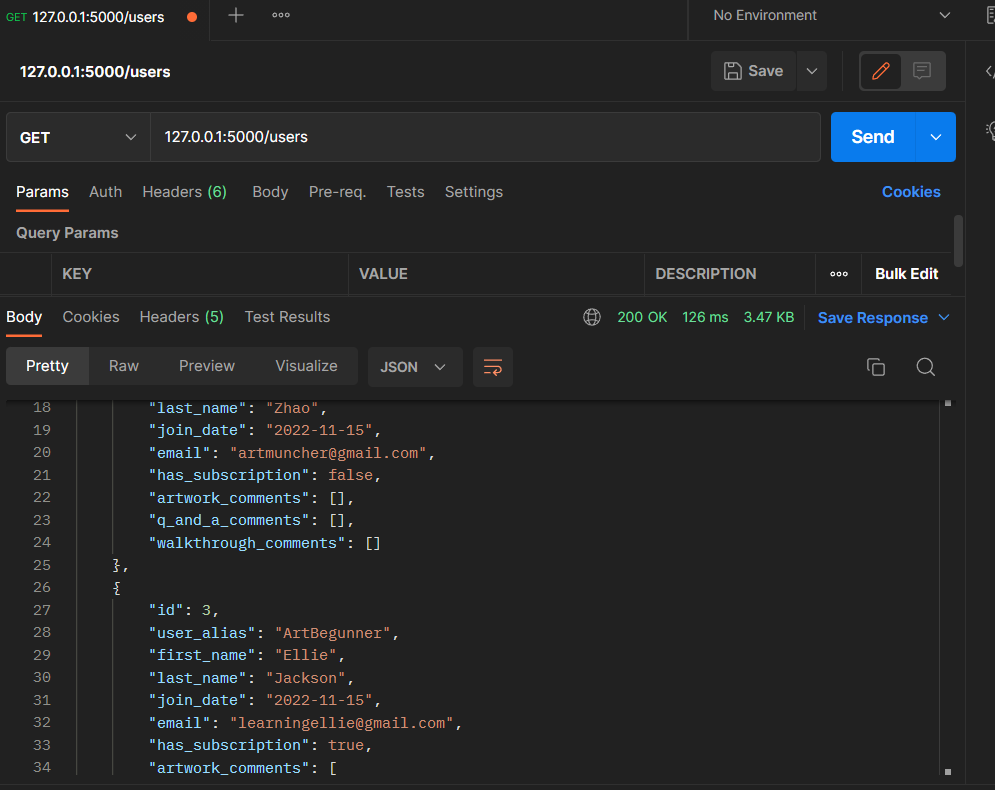 GET 127.0.0.1:5000/users
No Environment
127.0.0.1:5000/users
Save
GET 127.0.0.1:5000/users Send
Params Auth Headers (6) Body Pre-req. Tests Settings Cookies
Query Params
KEY VALUE DESCRIPTION Bulk Edit
Body Cookies Headers (5) Test Results 200 OK 126 ms 3.47 KB Save Response
Pretty Raw Preview Visualize JSON
18 "last_name": "Zhao",
19 "join_date": "2022-11-15",
20 "email": "artmuncher@gmail.com",
21 "has_subscription": false,
22 "artwork_comments": [],
23 "q_and_a_comments": [],
24 "walkthrough_comments": []
25 },
26 {
27 "id": 3,
28 "user_alias": "ArtBegunner",
29 "first_name": "Ellie",
30 "last_name": "Jackson",
31 "join_date": "2022-11-15",
32 "email": "learningellie@gmail.com",
33 "has_subscription": true,
34 "artwork_comments": [